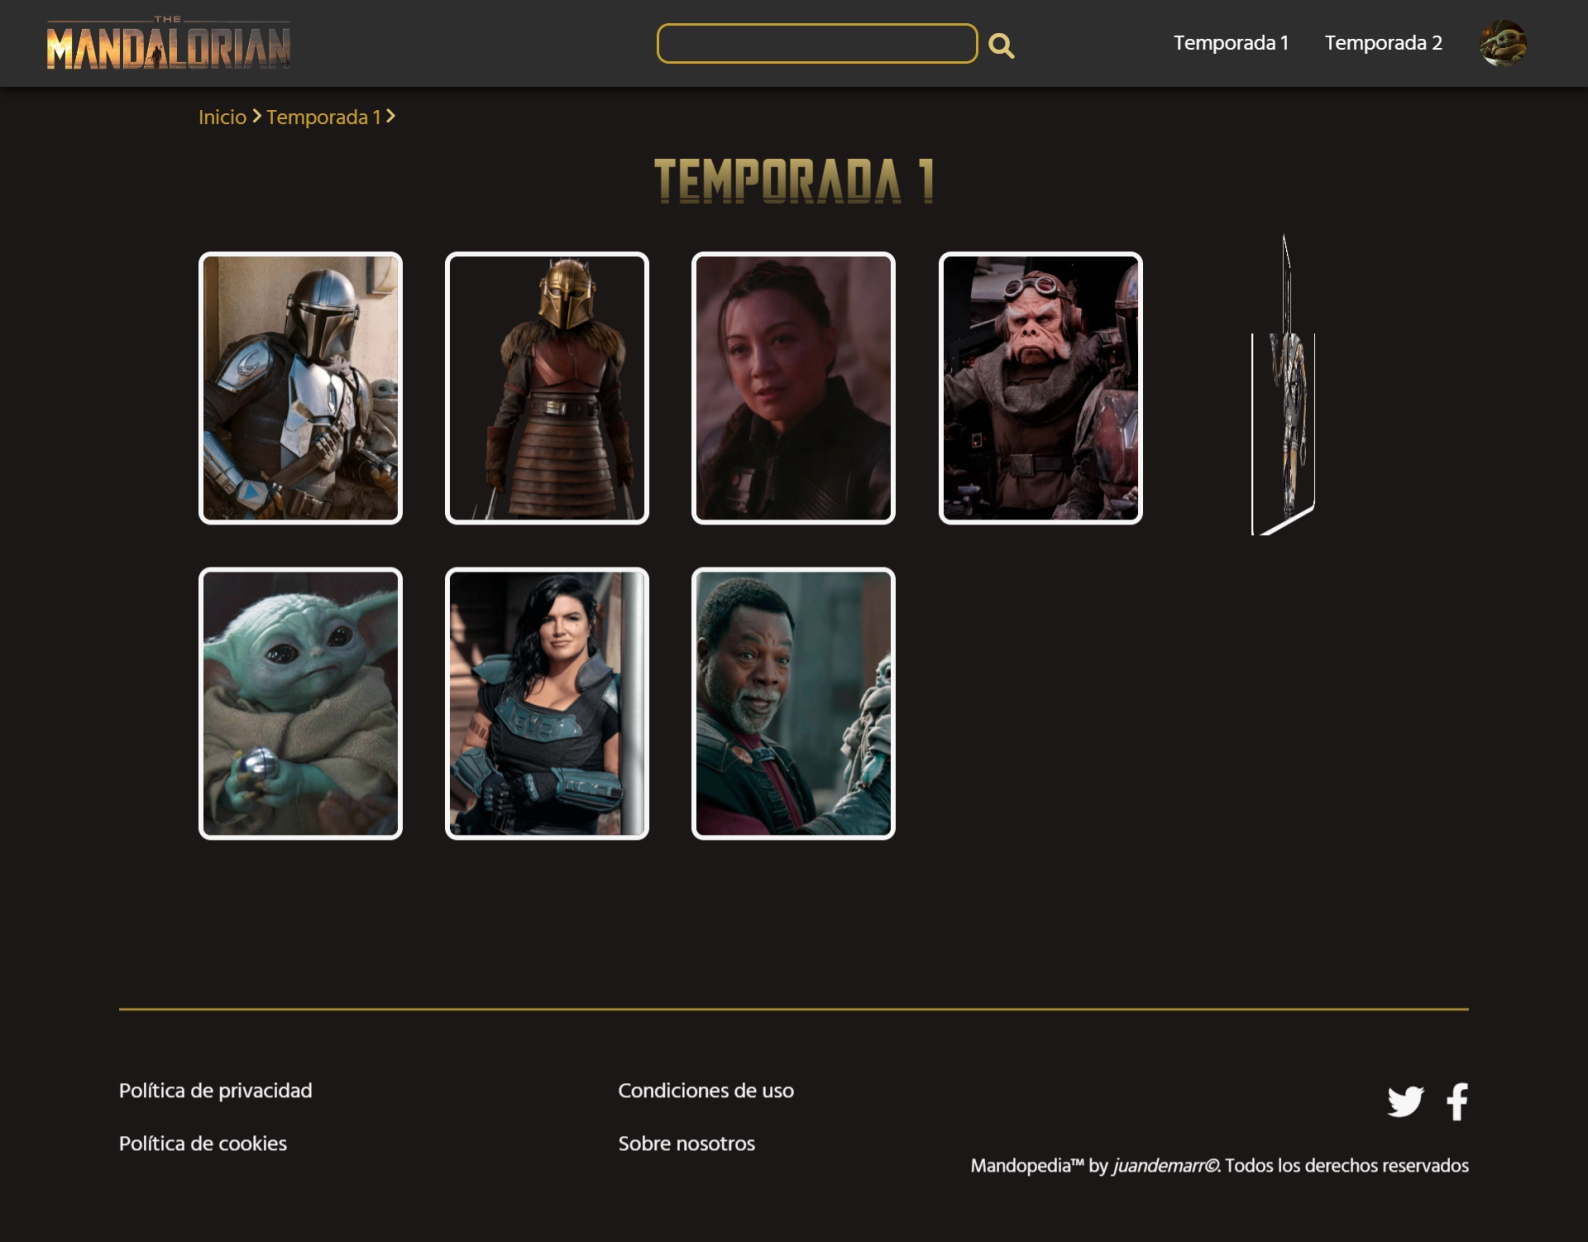 THE
MANDALORIAN
Temporada 1
Temporada 2
Inicio > Temporada 1 >
TEMPORADA 1
Política de privacidad
Condiciones de uso
Política de cookies
Sobre nosotros
Mandopedia™ by juandemarr©. Todos los derechos reservados